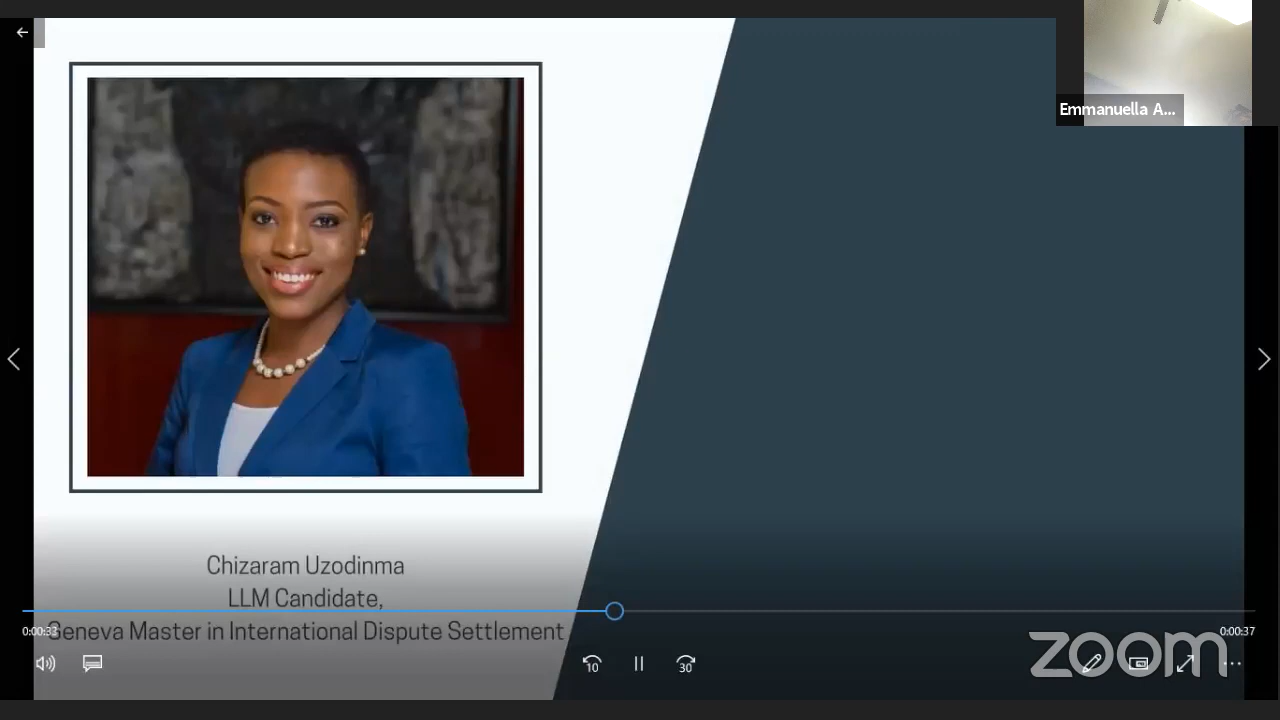 Emmanuella A...
Chizaram Uzodinma
LLM Candidate,
Geneva Master in International Dispute Settlement
0:00:33
0:00:37
10
30
zoom